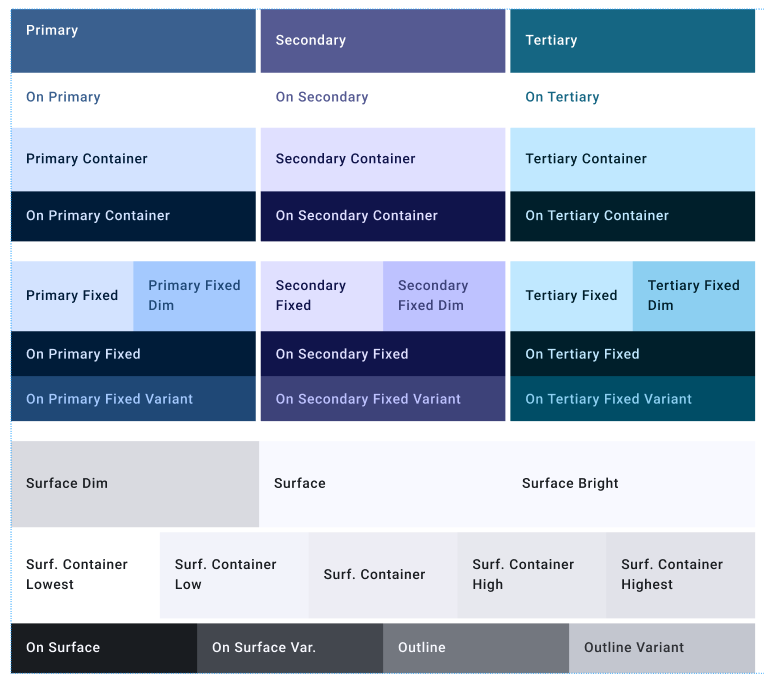 Primary
Secondary
Tertiary
On Primary
On Secondary
On Tertiary
Primary Container
Secondary Container
Tertiary Container
On Primary Container
On Secondary Container
On Tertiary Container
Primary Fixed
Primary Fixed
Dim
Secondary
Fixed
Secondary
Fixed Dim
Tertiary Fixed
Tertiary Fixed
Dim
On Primary Fixed
On Secondary Fixed
On Tertiary Fixed
On Primary Fixed Variant
On Secondary Fixed Variant
On Tertiary Fixed Variant
Surface Dim
Surface
Surface Bright
Surf. Container
Lowest
Surf. Container
Low
Surf. Container
Surf. Container
High
Surf. Container
Highest
On Surface
On Surface Var.
Outline
Outline Variant